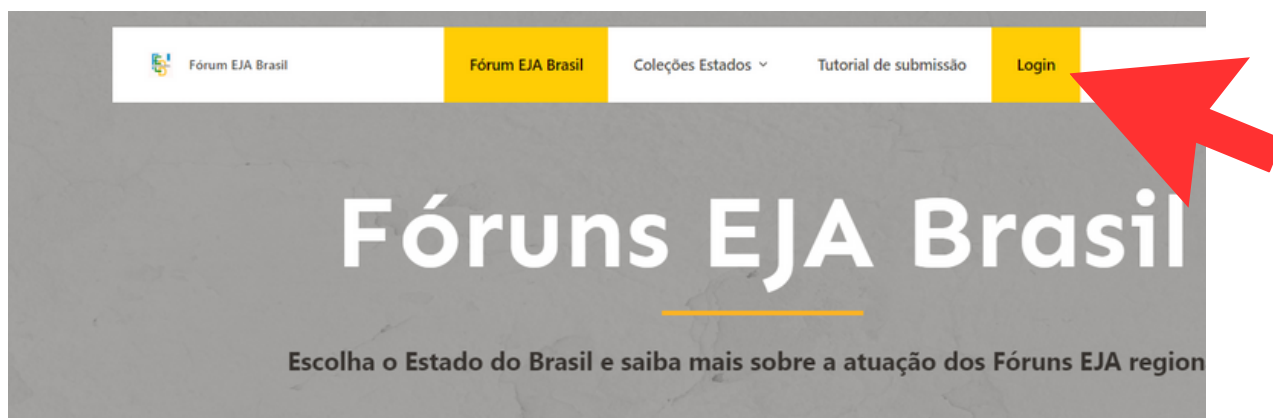 Fórum EJA Brasil Fórum EJA Brasil Coleções Estados Tutorial de submissão Login
Fóruns EJA Brasil
Escolha o Estado do Brasil e saiba mais sobre a atuação dos Fóruns EJA region